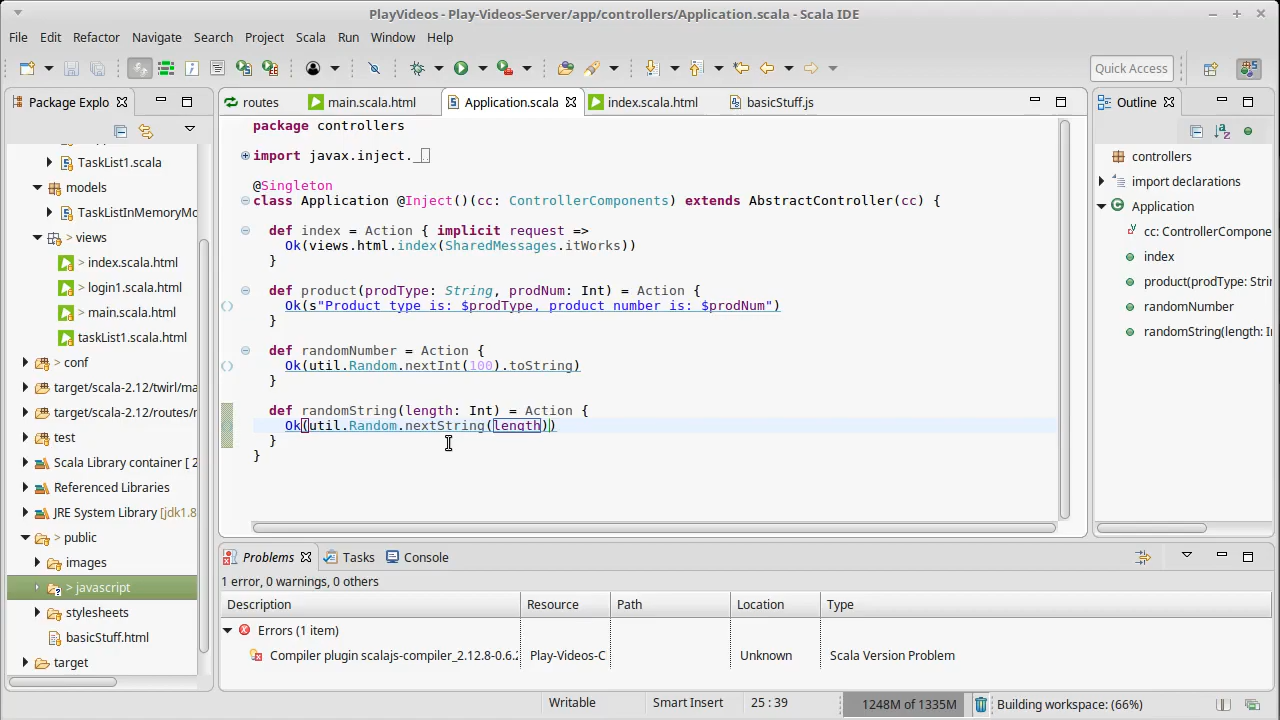 PlayVideos - Play-Videos-Server/app/controllers/Application.scala - Scala IDE
File Edit Refactor Navigate Search Project Scala Run Window Help
Quick Access
Package Explo
TaskList1.scala
models
TaskListInMemoryMo
> views
> index.scala.html
> login1.scala.html
> main.scala.html
taskList1.scala.html
> conf
target/scala-2.12/twirl/ma
target/scala-2.12/routes/r
test
Scala Library container [ 2
Referenced Libraries
JRE System Library [jdk1.8
> public
images
> javascript
stylesheets
basicStuff.html
target
routes main.scala.html Application.scala index.scala.html basicStuff.js
package controllers
import javax.inject._
@Singleton
class Application @Inject()(cc: ControllerComponents) extends AbstractController(cc) {
def index = Action { implicit request =>
Ok(views.html.index(SharedMessages.itWorks))
}
def product(prodType: String, prodNum: Int) = Action {
Ok(s"Product type is: $prodType, product number is: $prodNum")
}
def randomNumber = Action {
Ok(util.Random.nextInt(100).toString)
}
def randomString(length: Int) = Action {
Ok(util.Random.nextString(length))
}
}
Outline
controllers
import declarations
Application
cc: ControllerCompone
index
product(prodType: Strin
randomNumber
randomString(length: I
Problems Tasks Console
1 error, 0 warnings, 0 others
Description Resource Path Location Type
Errors (1 item)
Compiler plugin scalajs-compiler_2.12.8-0.6.2 Play-Videos-C Unknown Scala Version Problem
Writable Smart Insert 25 : 39 1248M of 1335M Building workspace: (66%)